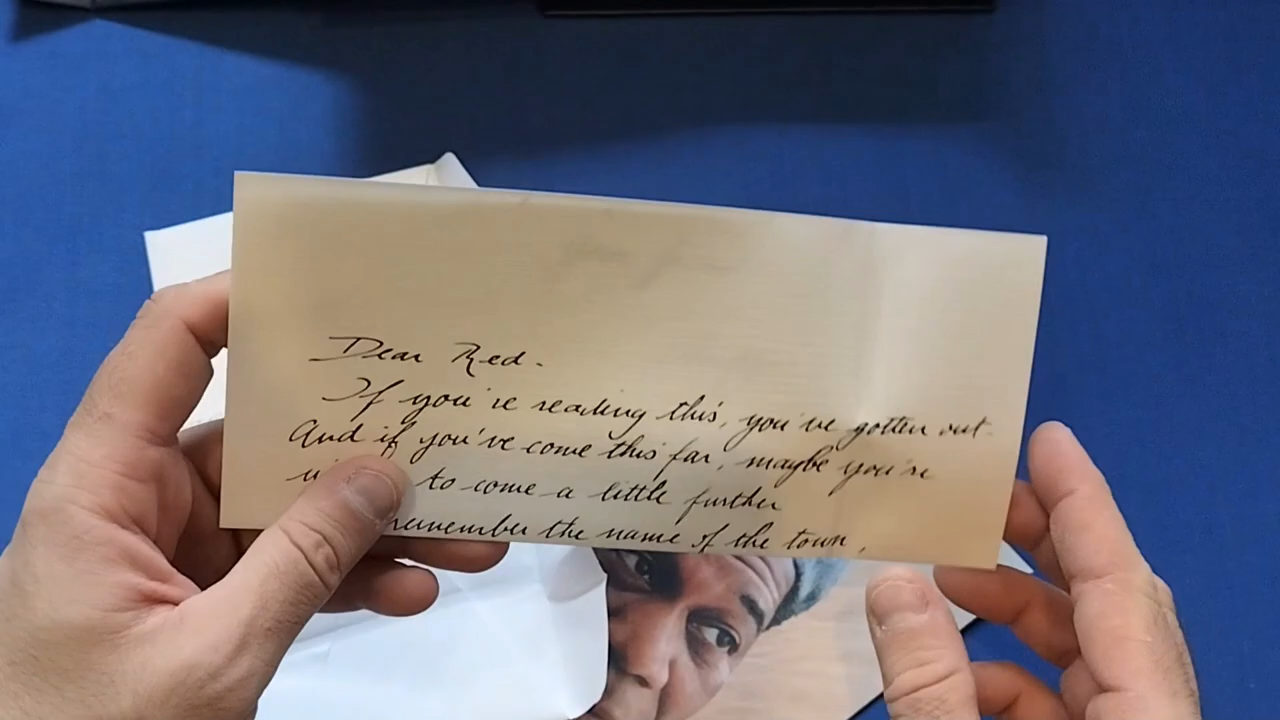 Dear Red.
If you're reading this, you've gotten out.
And if you've come this far, maybe you're
to come a little further
remember the name of the town,